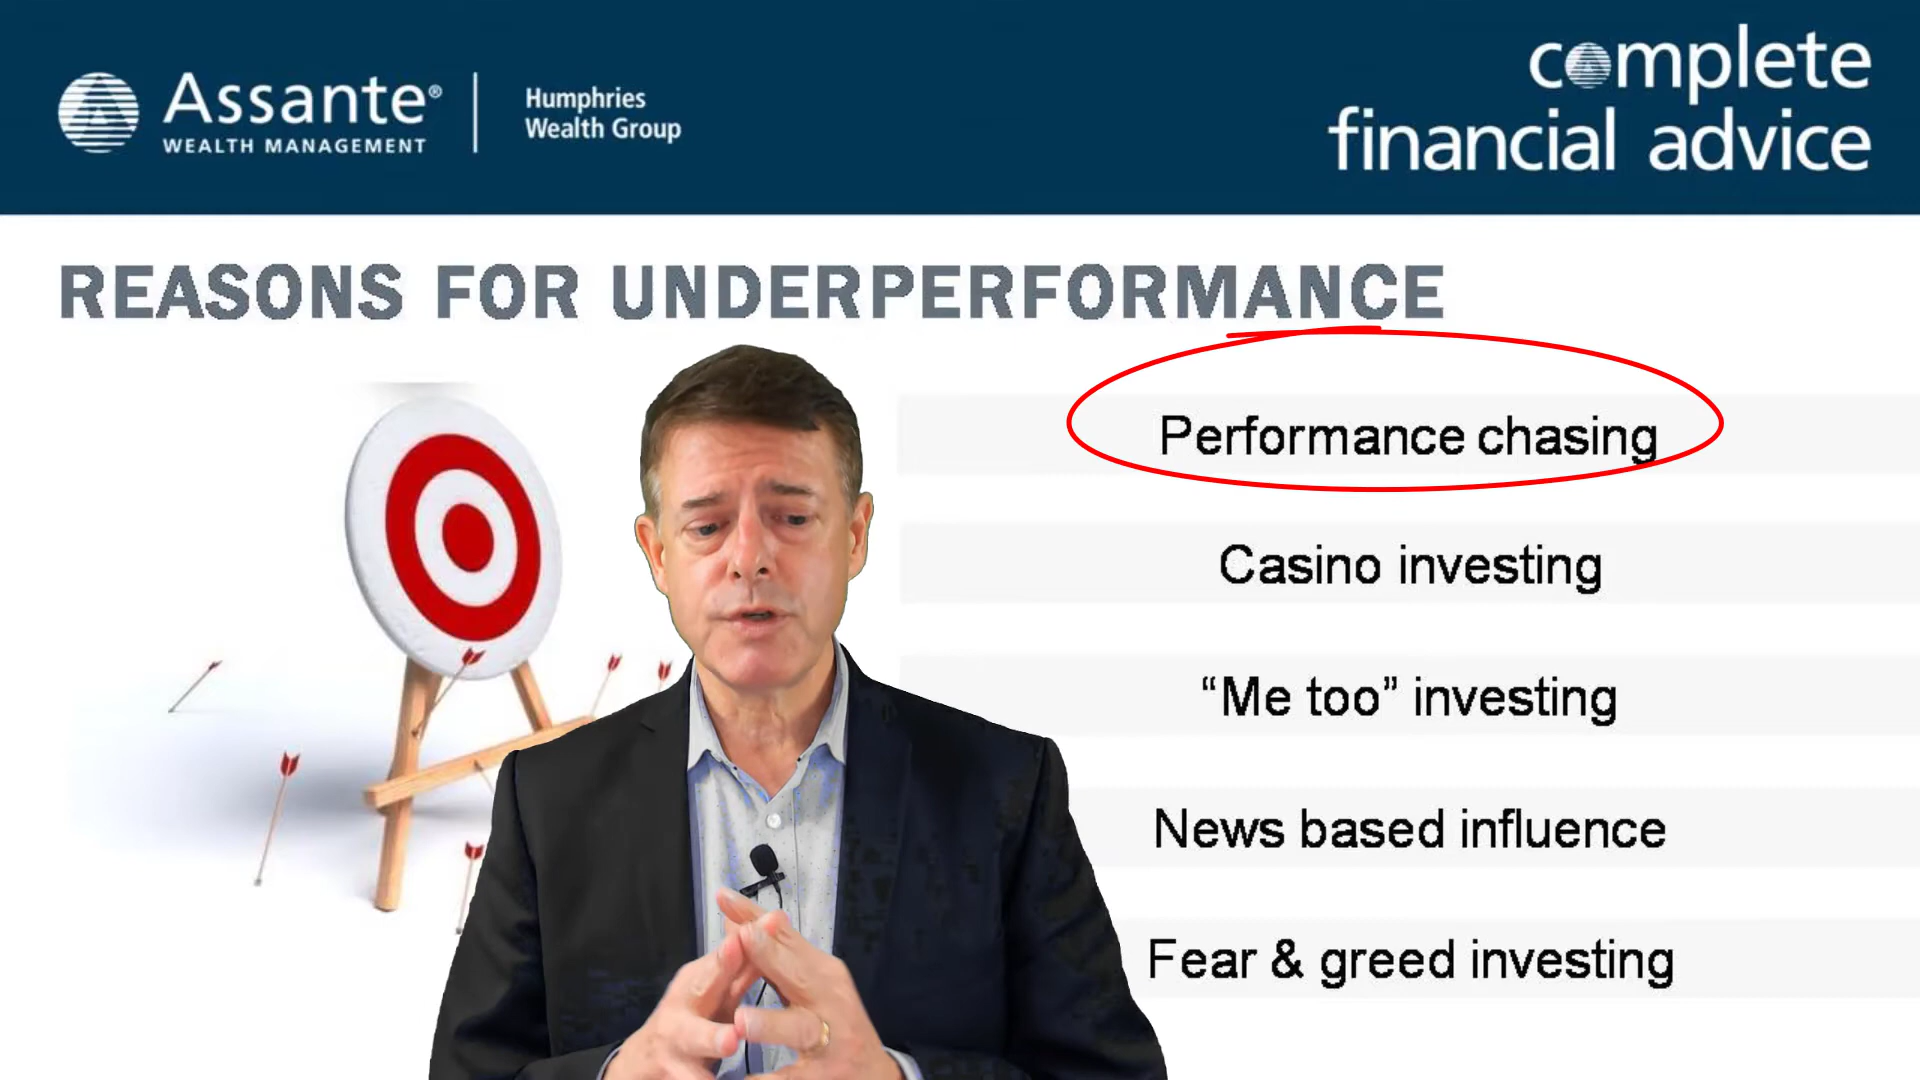 Assante®
WEALTH MANAGEMENT
Humphries
Wealth Group
complete
financial advice
REASONS FOR UNDERPERFORMANCE
Performance chasing
Casino investing
“Me too” investing
News based influence
Fear & greed investing